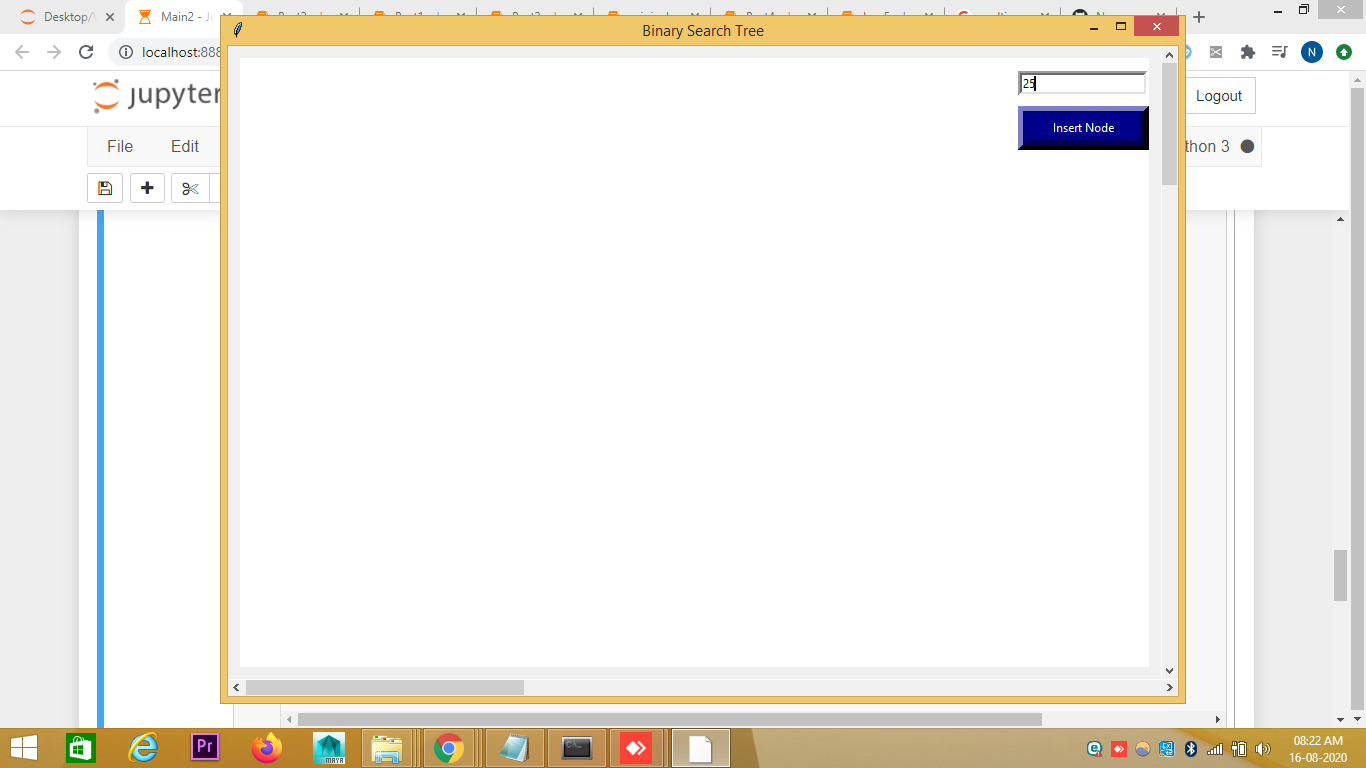 Desktop/
Main2 - Ju
Binary Search Tree
localhost:888
N
jupyter
25
Logout
Insert Node
File
Edit
thon 3
Pr
MAYA
C:\_
08:22 AM
16-08-2020